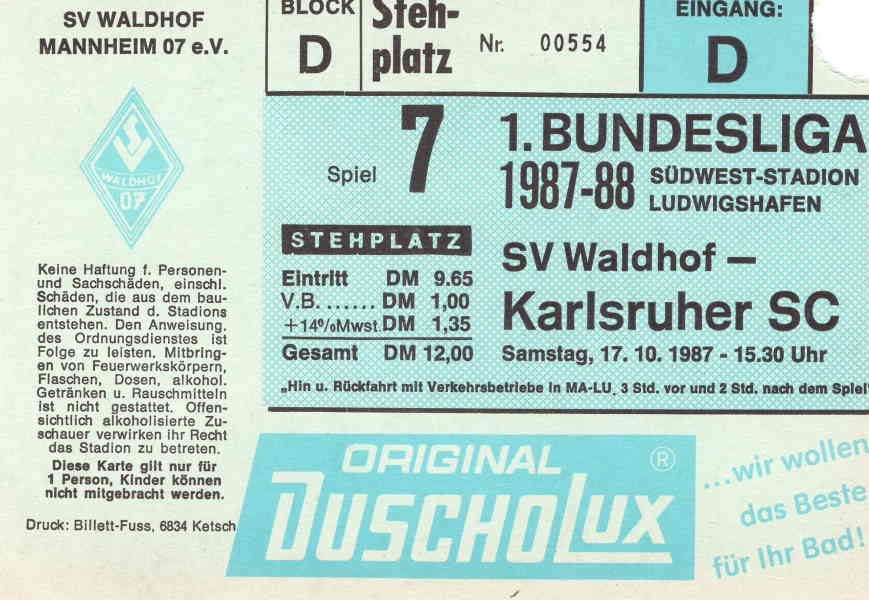 SV WALDHOF
MANNHEIM 07 e.V.
SV
WALDHOF
07
Keine Haftung f. Personen-
und Sachschäden, einschl.
Schäden, die aus dem bau-
lichen Zustand d. Stadions
entstehen. Den Anweisung.
des Ordnungsdienstes ist
Folge zu leisten. Mitbring-
en von Feuerwerkskörpern,
Flaschen, Dosen, alkohol.
Getränken u. Rauschmitteln
ist nicht gestattet. Offen-
sichtlich alkoholisierte Zu-
schauer verwirken ihr Recht
das Stadion zu betreten.
Diese Karte gilt nur für
1 Person, Kinder können
nicht mitgebracht werden.
Druck: Billett-Fuss, 6834 Ketsch
BLOCK
D
Steh-
platz
Nr. 00554
EINGANG:
D
Spiel 7
1. BUNDESLIGA
1987-88
SÜDWEST-STADION
LUDWIGSHAFEN
STEHPLATZ
Eintritt DM 9.65
V.B. ...... DM 1,00
+14%Mwst. DM 1,35
Gesamt DM 12,00
SV Waldhof —
Karlsruher SC
Samstag, 17. 10. 1987 - 15.30 Uhr
„Hin u. Rückfahrt mit Verkehrsbetriebe in MA-LU, 3 Std. vor und 2 Std. nach dem Spiel"
ORIGINAL ®
DUSCHOLUX
...wir wollen
das Beste
für Ihr Bad!